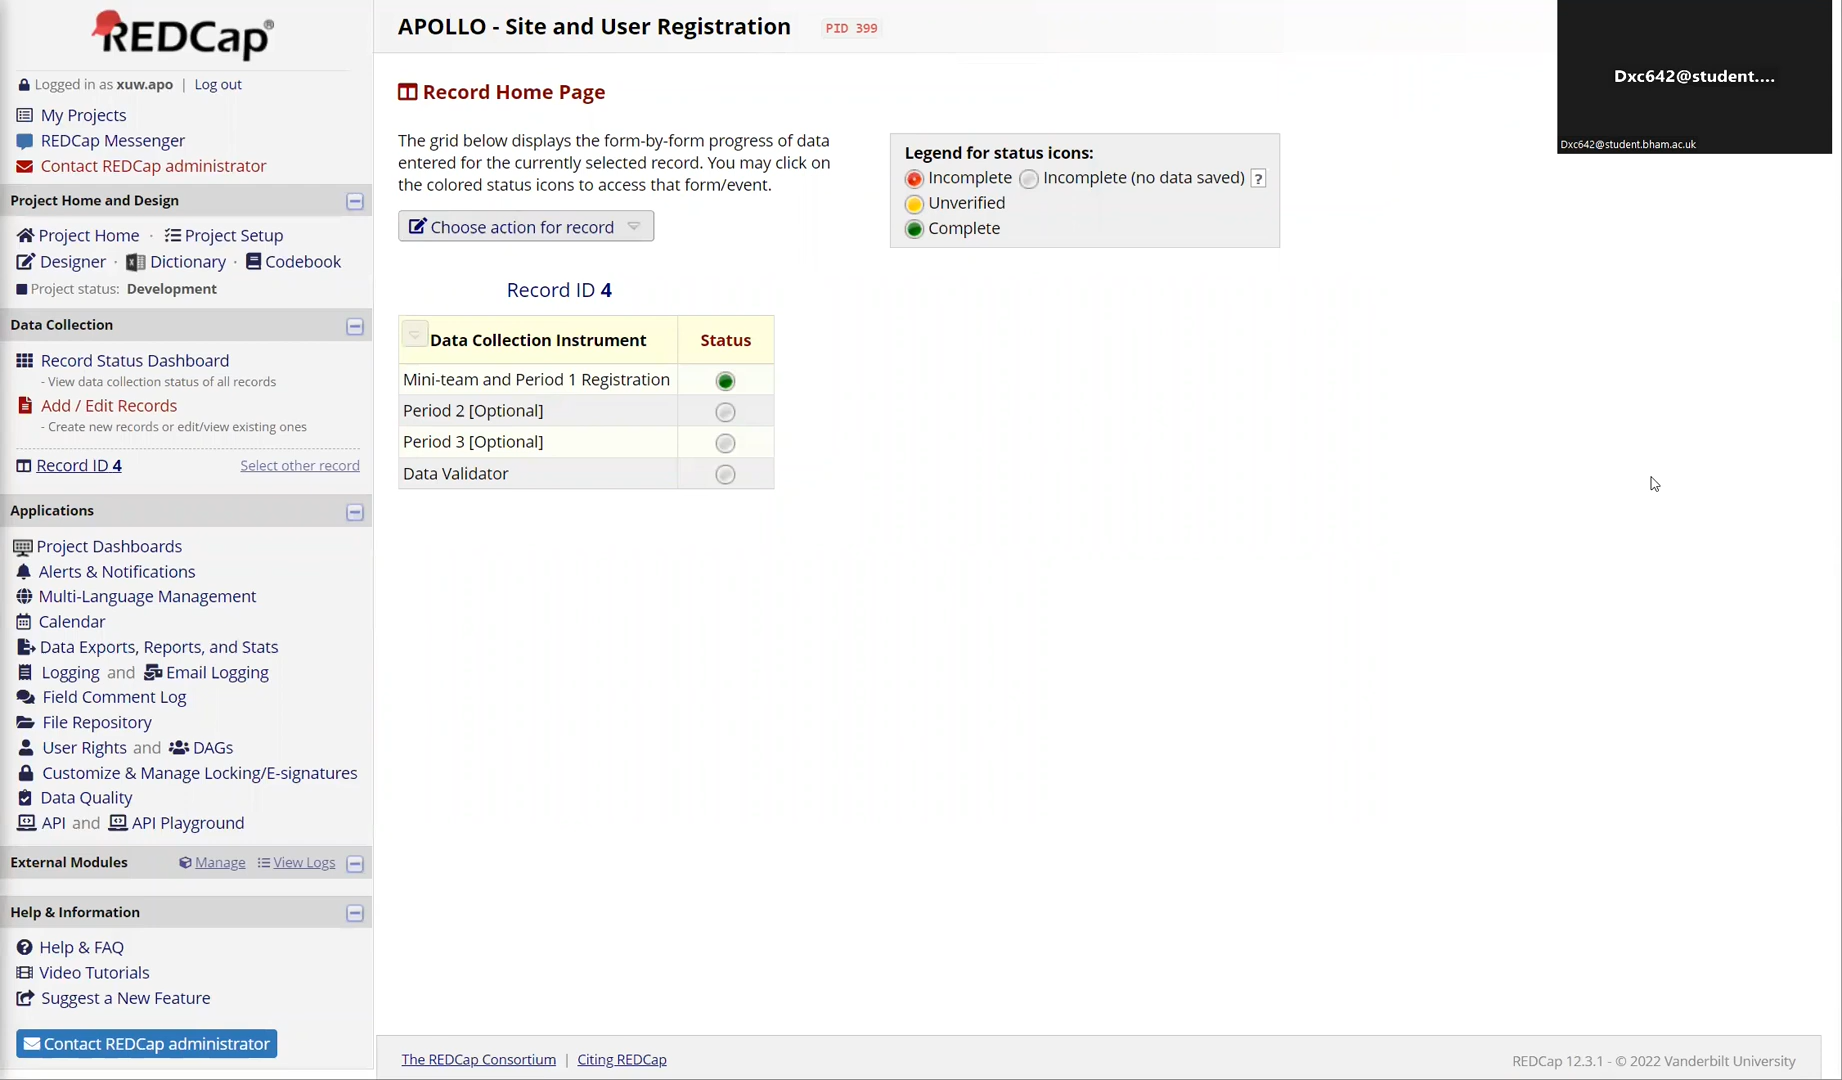 REDCap®
Logged in as xuw.apo | Log out
My Projects
REDCap Messenger
Contact REDCap administrator
Project Home and Design
Project Home · Project Setup
Designer · Dictionary · Codebook
Project status: Development
Data Collection
Record Status Dashboard
- View data collection status of all records
Add / Edit Records
- Create new records or edit/view existing ones
Record ID 4 Select other record
Applications
Project Dashboards
Alerts & Notifications
Multi-Language Management
Calendar
Data Exports, Reports, and Stats
Logging and Email Logging
Field Comment Log
File Repository
User Rights and DAGs
Customize & Manage Locking/E-signatures
Data Quality
API and API Playground
External Modules Manage View Logs
Help & Information
Help & FAQ
Video Tutorials
Suggest a New Feature
Contact REDCap administrator
APOLLO - Site and User Registration PID 399
Record Home Page
The grid below displays the form-by-form progress of data
entered for the currently selected record. You may click on
the colored status icons to access that form/event.
Choose action for record
Legend for status icons:
Incomplete Incomplete (no data saved) ?
Unverified
Complete
Record ID 4
Data Collection Instrument Status
Mini-team and Period 1 Registration
Period 2 [Optional]
Period 3 [Optional]
Data Validator
Dxc642@student....
Dxc642@student.bham.ac.uk
The REDCap Consortium | Citing REDCap
REDCap 12.3.1 - © 2022 Vanderbilt University